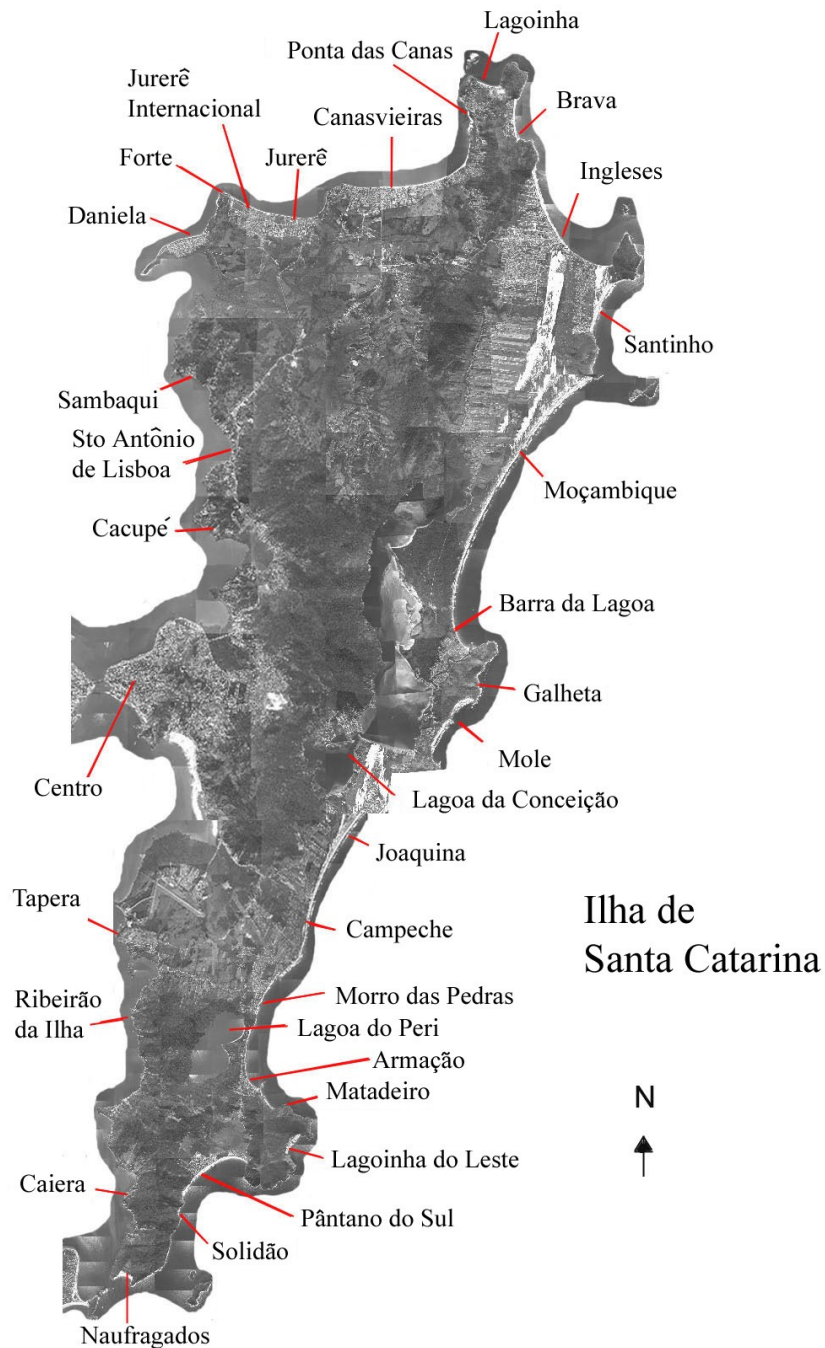 Lagoinha
Ponta das Canas
Jurerê
Internacional
Brava
Canasvieiras
Forte
Jurerê
Ingleses
Daniela
Santinho
Sambaqui
Sto Antônio
de Lisboa
Moçambique
Cacupé
Barra da Lagoa
Galheta
Mole
Centro
Lagoa da Conceição
Joaquina
Tapera
Ilha de
Santa Catarina
Campeche
Ribeirão
da Ilha
Morro das Pedras
Lagoa do Peri
Armação
Matadeiro
N
Lagoinha do Leste
Caiera
Pântano do Sul
Solidão
Naufragados